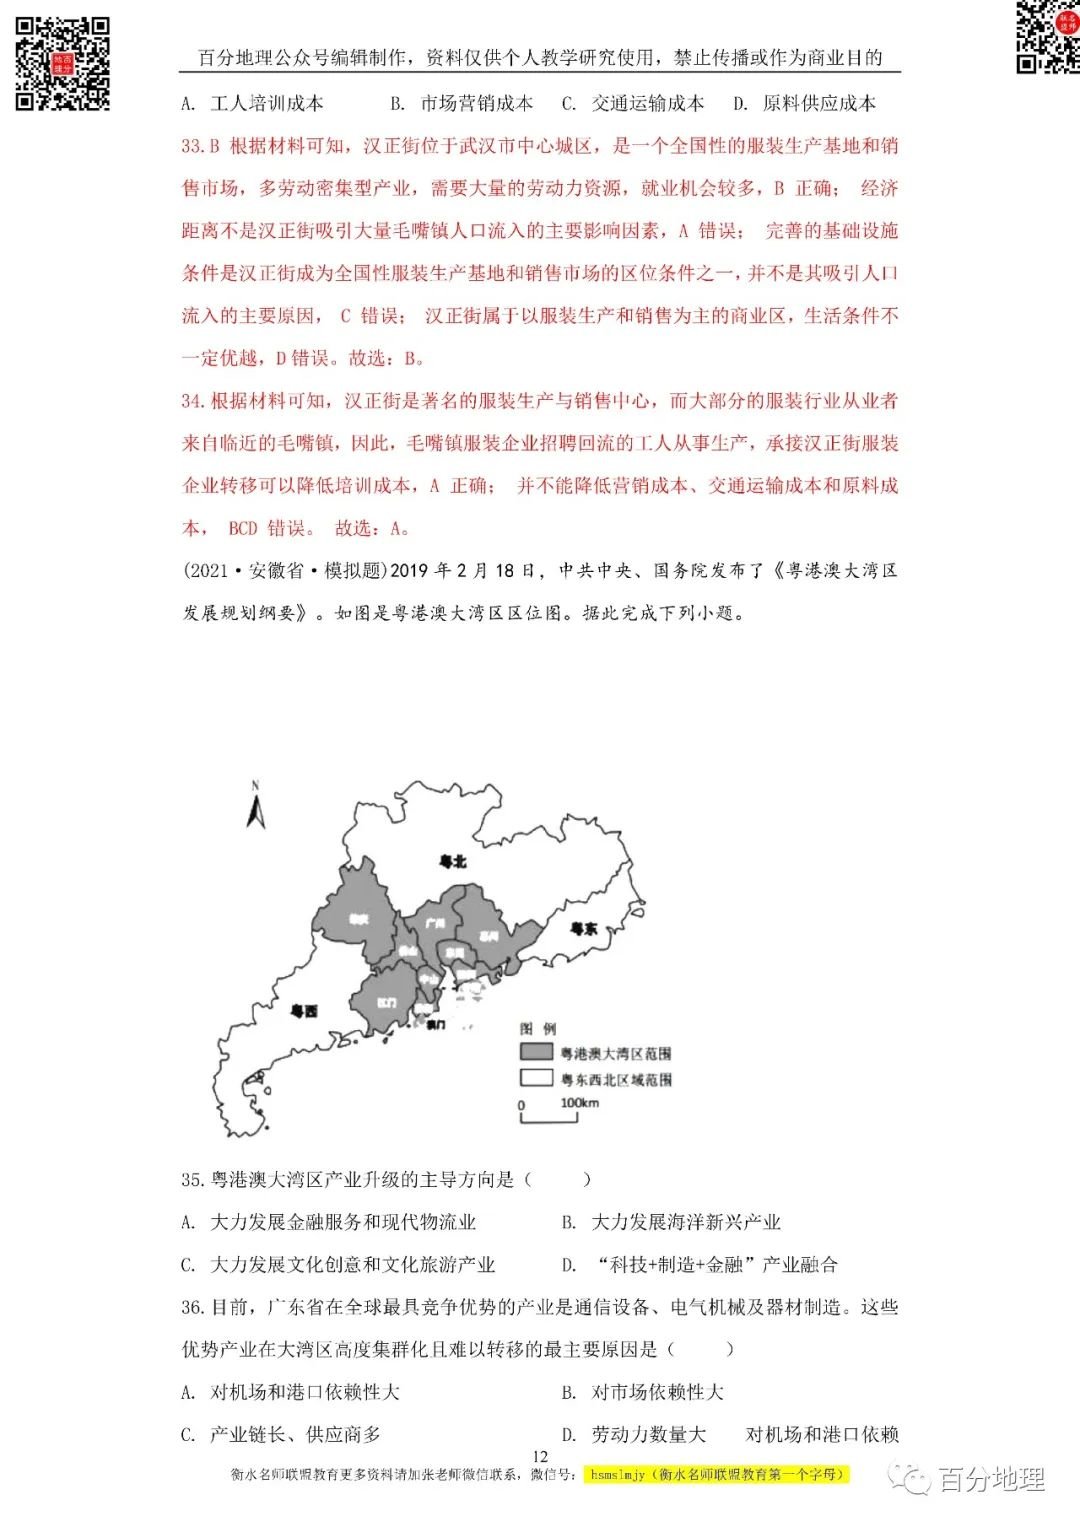 百分地理公众号编辑制作，资料仅供个人教学研究使用，禁止传播或作为商业目的
A. 工人培训成本 B. 市场营销成本 C. 交通运输成本 D. 原料供应成本
33.B 根据材料可知，汉正街位于武汉市中心城区，是一个全国性的服装生产基地和销
售市场，多劳动密集型产业，需要大量的劳动力资源，就业机会较多，B 正确； 经济
距离不是汉正街吸引大量毛嘴镇人口流入的主要影响因素，A 错误； 完善的基础设施
条件是汉正街成为全国性服装生产基地和销售市场的区位条件之一，并不是其吸引人口
流入的主要原因， C 错误； 汉正街属于以服装生产和销售为主的商业区，生活条件不
一定优越，D 错误。故选：B。
34.根据材料可知，汉正街是著名的服装生产与销售中心，而大部分的服装行业从业者
来自临近的毛嘴镇，因此，毛嘴镇服装企业招聘回流的工人从事生产，承接汉正街服装
企业转移可以降低培训成本，A 正确； 并不能降低营销成本、交通运输成本和原料成
本， BCD 错误。 故选：A。
(2021·安徽省·模拟题)2019 年 2 月 18 日，中共中央、国务院发布了《粤港澳大湾区
发展规划纲要》。如图是粤港澳大湾区区位图。据此完成下列小题。
N
粤北
粤东
广州
惠州
东莞
中山
江门
粤西
澳门
图 例
粤港澳大湾区范围
粤东西北区域范围
0 100km
35.粤港澳大湾区产业升级的主导方向是（ ）
A. 大力发展金融服务和现代物流业 B. 大力发展海洋新兴产业
C. 大力发展文化创意和文化旅游产业 D. “科技+制造+金融”产业融合
36.目前，广东省在全球最具竞争优势的产业是通信设备、电气机械及器材制造。这些
优势产业在大湾区高度集群化且难以转移的最主要原因是（ ）
A. 对机场和港口依赖性大 B. 对市场依赖性大
C. 产业链长、供应商多 D. 劳动力数量大 对机场和港口依赖
12
衡水名师联盟教育更多资料请加张老师微信联系，微信号： hsmslmjy（衡水名师联盟教育第一个字母）
百分地理